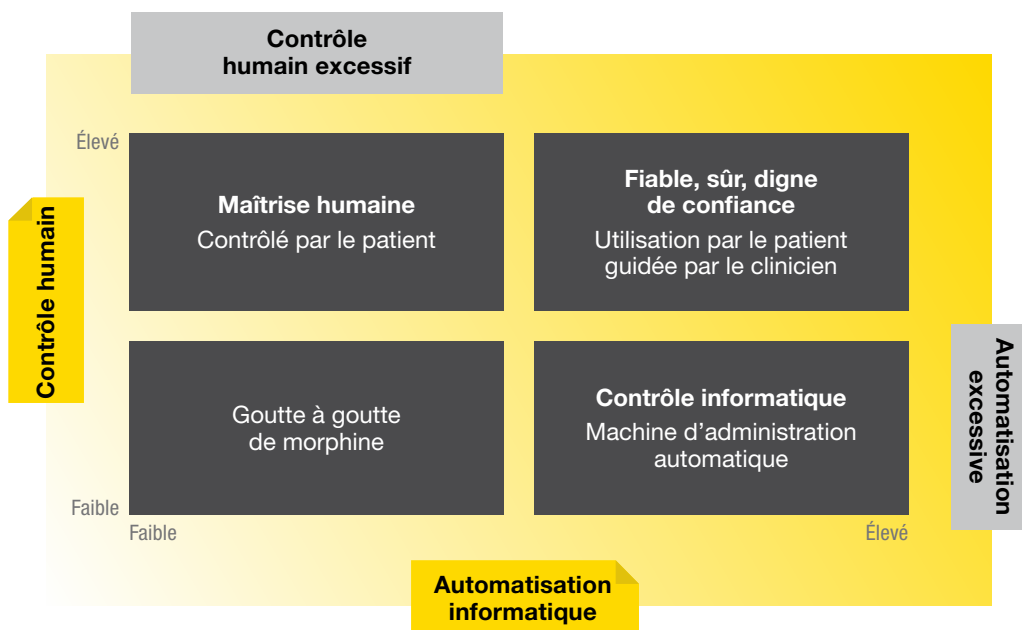 Contrôle
humain excessif
Élevé
Maîtrise humaine
Contrôlé par le patient
Fiable, sûr, digne
de confiance
Utilisation par le patient
guidée par le clinicien
Contrôle humain
Goutte à goutte
de morphine
Contrôle informatique
Machine d'administration
automatique
Automatisation
excessive
Faible
Faible
Élevé
Automatisation
informatique